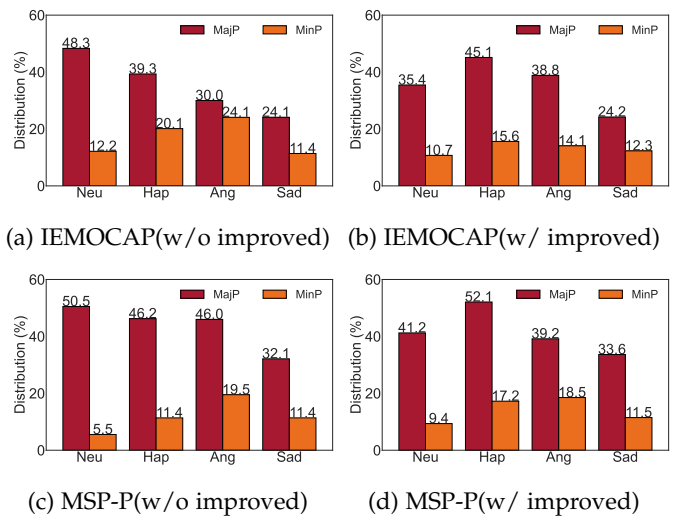 60
MajP MinP
48.3
39.3
40
30.0
24.1 24.1
20.1
20
12.2 11.4
0
Distribution (%)
Neu Hap Ang Sad
(a) IEMOCAP(w/o improved)
60
MajP MinP
45.1
38.8
40
35.4
24.2
20
15.6 14.1 12.3
10.7
0
Distribution (%)
Neu Hap Ang Sad
(b) IEMOCAP(w/ improved)
60
MajP MinP
50.5
46.2 46.0
40
32.1
20
19.5
11.4 11.4
5.5
0
Distribution (%)
Neu Hap Ang Sad
(c) MSP-P(w/o improved)
60
MajP MinP
52.1
41.2
40
39.2
33.6
20
17.2 18.5
9.4 11.5
0
Distribution (%)
Neu Hap Ang Sad
(d) MSP-P(w/ improved)